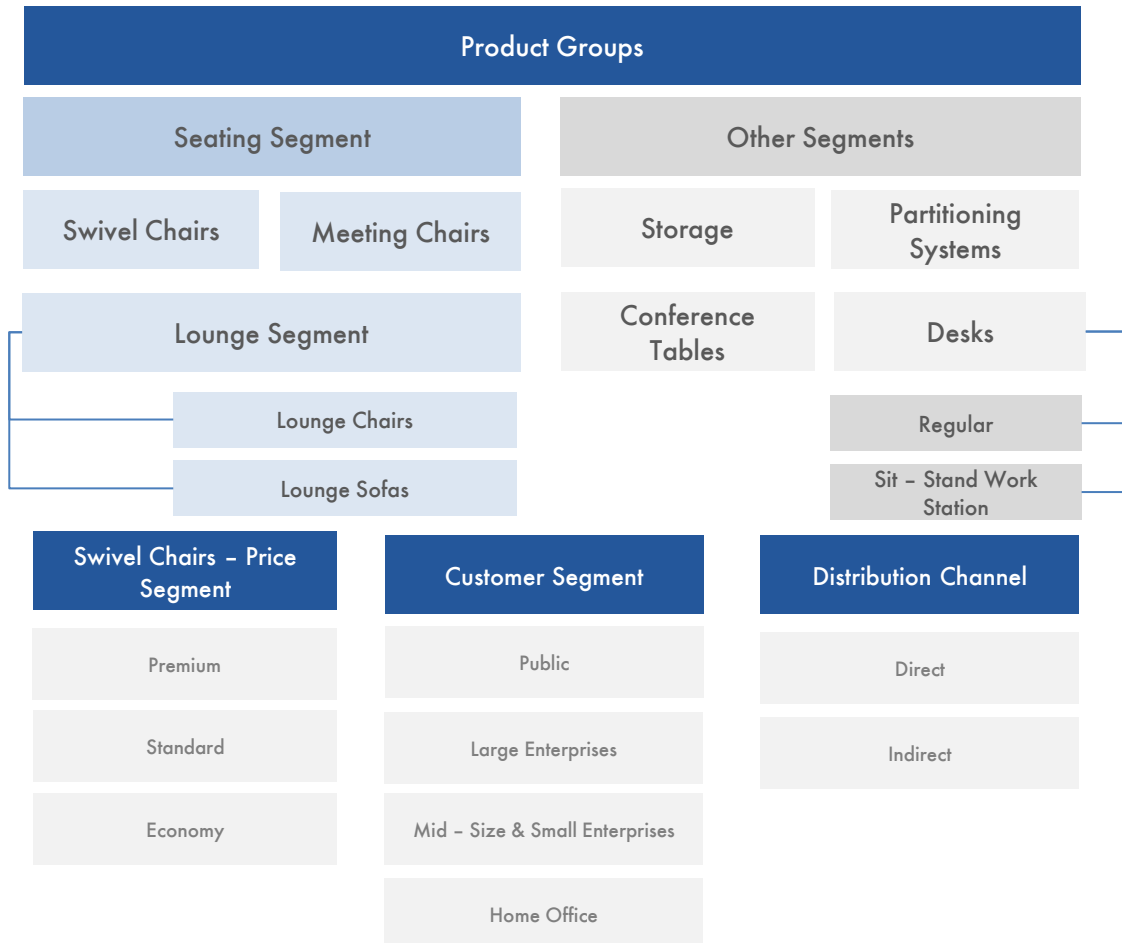 Product Groups
Seating Segment
Other Segments
Swivel Chairs
Meeting Chairs
Storage
Partitioning
Systems
Lounge Segment
Conference
Tables
Desks
Lounge Chairs
Regular
Lounge Sofas
Sit – Stand Work
Station
Swivel Chairs – Price
Segment
Premium
Standard
Economy
Customer Segment
Public
Large Enterprises
Mid – Size & Small Enterprises
Home Office
Distribution Channel
Direct
Indirect